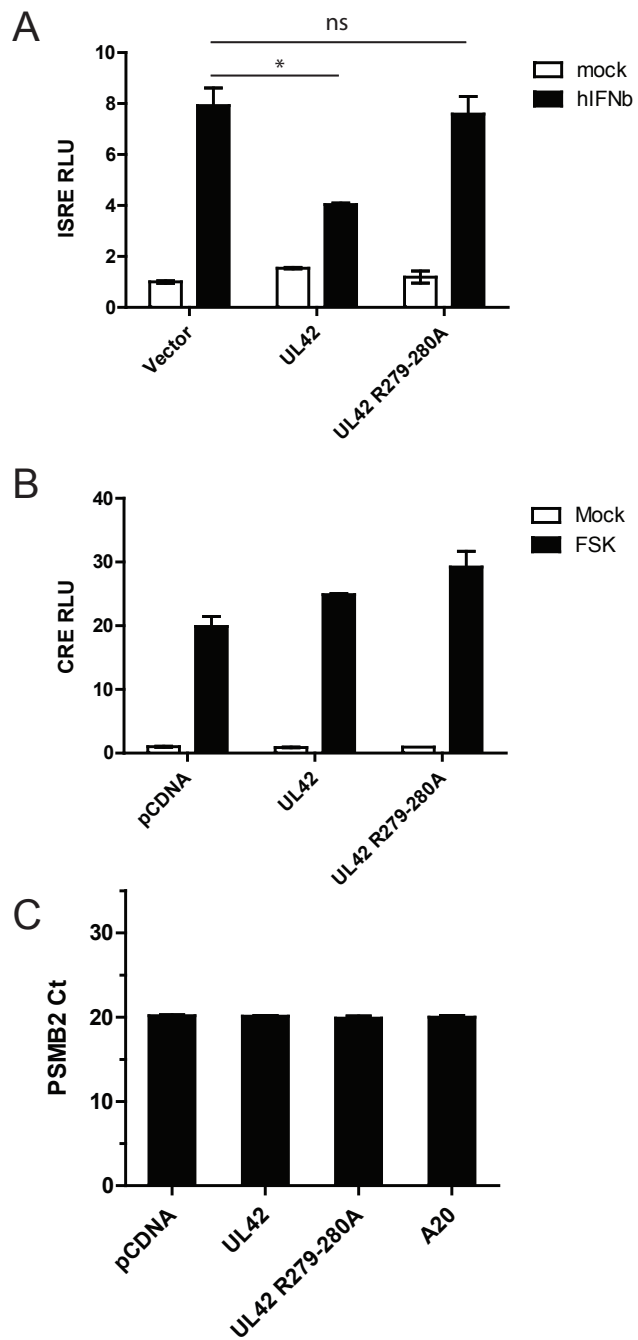 A
ns
*
mock
hIFNb
ISRE RLU
10
8
6
4
2
0
Vector
UL42
UL42 R279-280A
B
Mock
FSK
CRE RLU
40
30
20
10
0
pCDNA
UL42
UL42 R279-280A
C
PSMB2 Ct
30
20
10
0
pCDNA
UL42
UL42 R279-280A
A20